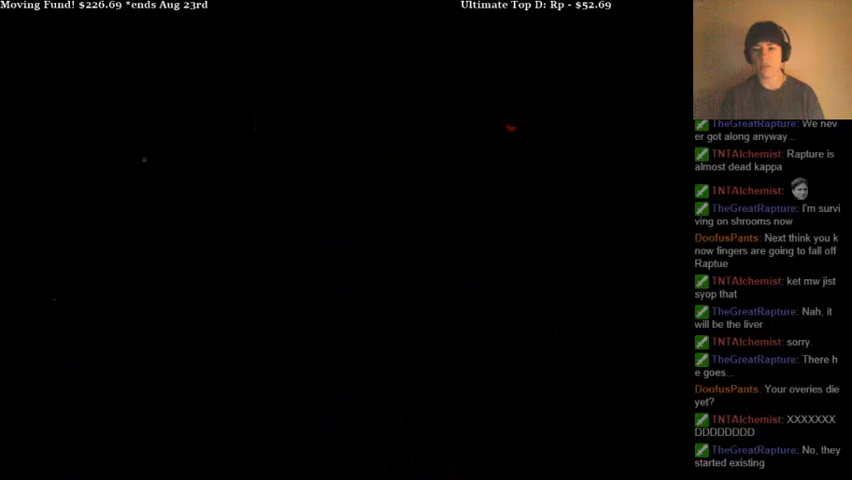 Moving Fund! $226.69 *ends Aug 23rd
Ultimate Top D: Rp - $52.69
TheGreatRapture: We nev
er got along anyway...
TNTAlchemist: Rapture is
almost dead kappa
TNTAlchemist:
TheGreatRapture: I'm survi
ving on shrooms now
DoofusPants: Next think you k
now fingers are going to fall off
Raptue
TNTAlchemist: ket mw jist
syop that
TheGreatRapture: Nah, it
will be the liver
TNTAlchemist: sorry
TheGreatRapture: There h
e goes...
DoofusPants: Your overies die
yet?
TNTAlchemist: XXXXXXX
DDDDDDDD
TheGreatRapture: No, they
started existing